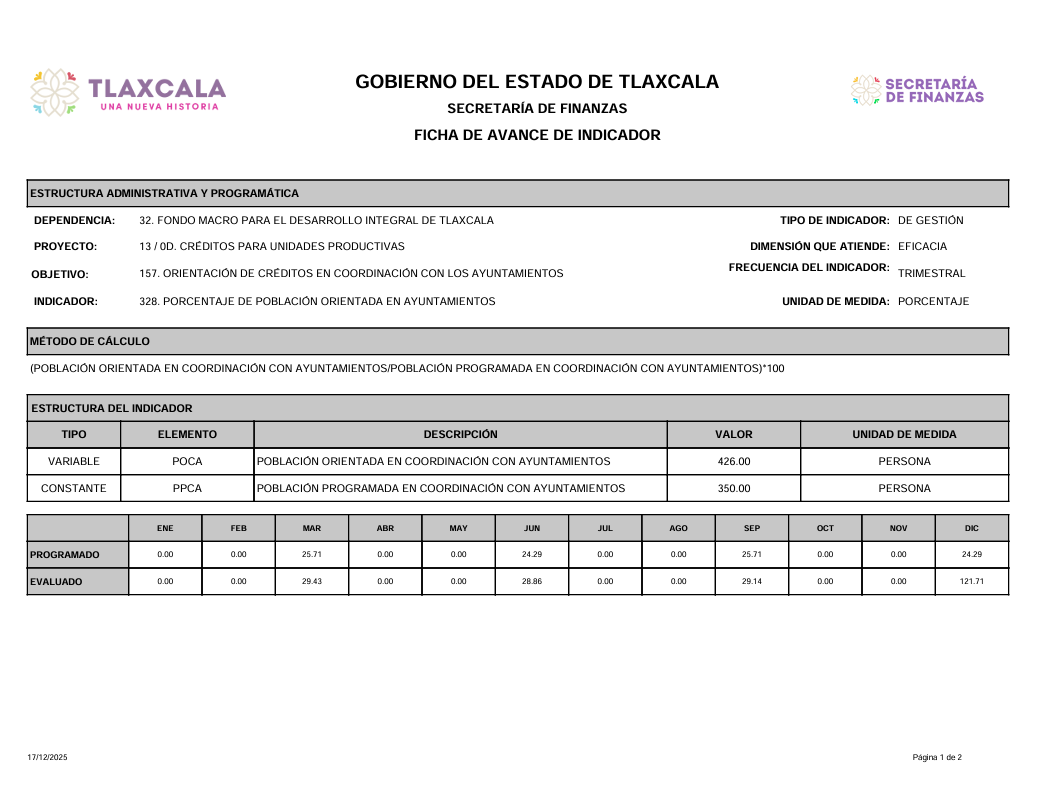 TLAXCALA
UNA NUEVA HISTORIA
GOBIERNO DEL ESTADO DE TLAXCALA
SECRETARÍA DE FINANZAS
FICHA DE AVANCE DE INDICADOR
SECRETARÍA
DE FINANZAS
ESTRUCTURA ADMINISTRATIVA Y PROGRAMÁTICA
DEPENDENCIA: 32. FONDO MACRO PARA EL DESARROLLO INTEGRAL DE TLAXCALA TIPO DE INDICADOR: DE GESTIÓN
PROYECTO: 13 / 0D. CRÉDITOS PARA UNIDADES PRODUCTIVAS DIMENSIÓN QUE ATIENDE: EFICACIA
OBJETIVO: 157. ORIENTACIÓN DE CRÉDITOS EN COORDINACIÓN CON LOS AYUNTAMIENTOS FRECUENCIA DEL INDICADOR: TRIMESTRAL
INDICADOR: 328. PORCENTAJE DE POBLACIÓN ORIENTADA EN AYUNTAMIENTOS UNIDAD DE MEDIDA: PORCENTAJE
MÉTODO DE CÁLCULO
(POBLACIÓN ORIENTADA EN COORDINACIÓN CON AYUNTAMIENTOS/POBLACIÓN PROGRAMADA EN COORDINACIÓN CON AYUNTAMIENTOS)*100
ESTRUCTURA DEL INDICADOR
TIPO ELEMENTO DESCRIPCIÓN VALOR UNIDAD DE MEDIDA
VARIABLE POCA POBLACIÓN ORIENTADA EN COORDINACIÓN CON AYUNTAMIENTOS 426.00 PERSONA
CONSTANTE PPCA POBLACIÓN PROGRAMADA EN COORDINACIÓN CON AYUNTAMIENTOS 350.00 PERSONA
ENE FEB MAR ABR MAY JUN JUL AGO SEP OCT NOV DIC
PROGRAMADO 0.00 0.00 25.71 0.00 0.00 24.29 0.00 0.00 25.71 0.00 0.00 24.29
EVALUADO 0.00 0.00 29.43 0.00 0.00 28.86 0.00 0.00 29.14 0.00 0.00 121.71
17/12/2025 Página 1 de 2